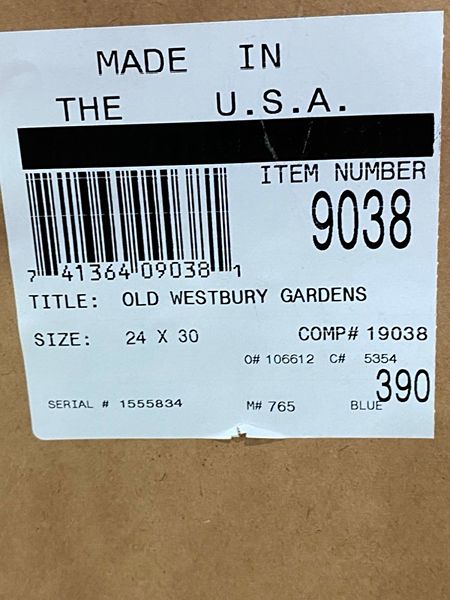 MADE IN
THE U.S.A.
ITEM NUMBER
9038
7 41364 09038 1
TITLE: OLD WESTBURY GARDENS
SIZE: 24 X 30 COMP# 19038
O# 106612 C# 5354
390
SERIAL # 1555834 M# 765 BLUE